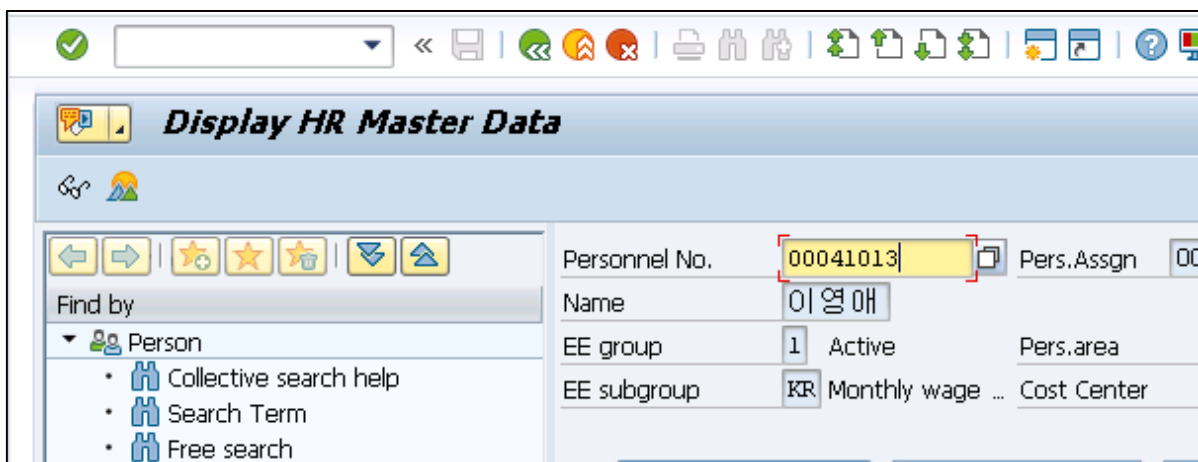 Display HR Master Data
Personnel No. 00041013 Pers.Assgn 00
Find by
Name 이영애
Person
EE group 1 Active Pers.area
Collective search help
EE subgroup KR Monthly wage ... Cost Center
Search Term
Free search